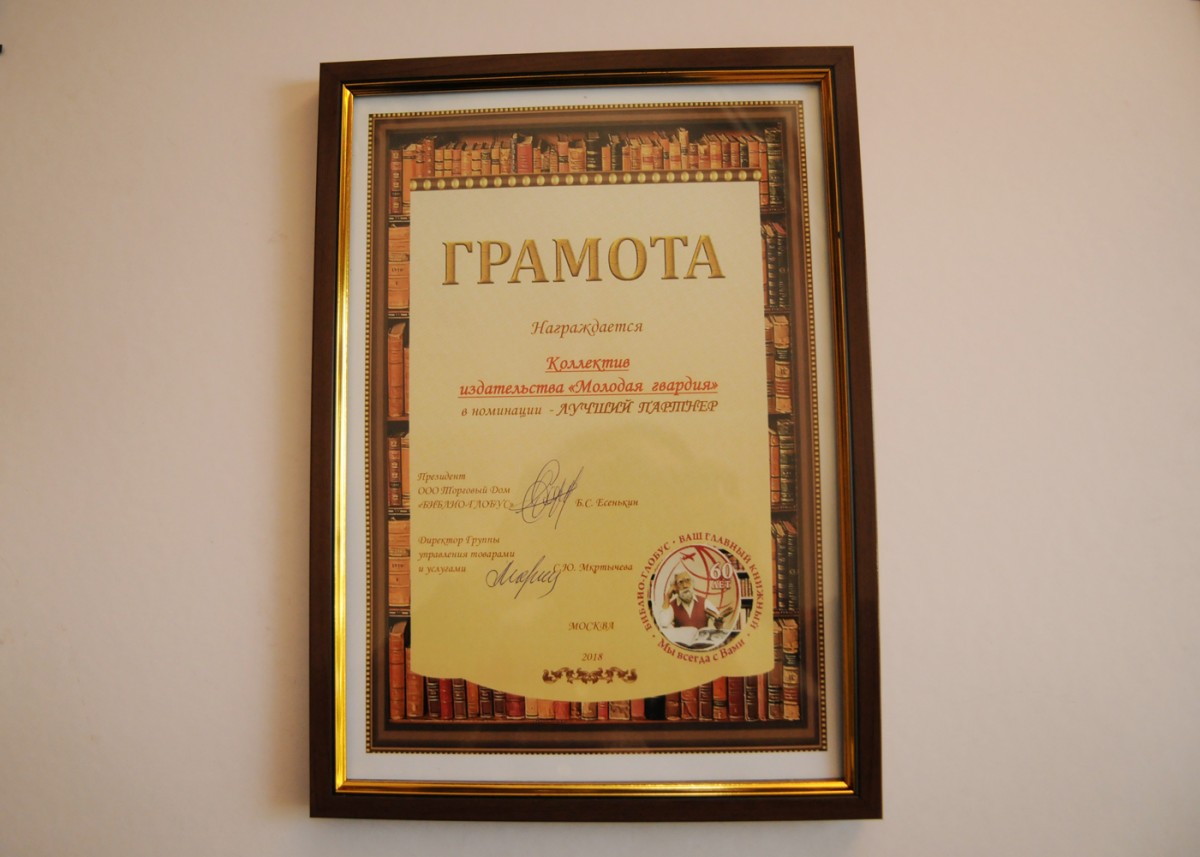 ГРАМОТА
Награждается
Коллектив
издательства «Молодая гвардия»
в номинации - ЛУЧШИЙ ПАРТНЕР
Президент
ООО Торговый Дом
«БИБЛИО-ГЛОБУС»
Б.С. Есенькин
Директор Группы
управления товарами
и услугами
С.Ю. Мкртычева
БИБЛИО-ГЛОБУС • ВАШ ГЛАВНЫЙ КНИЖНЫЙ
60
ЛЕТ
Мы всегда с Вами
МОСКВА
2018